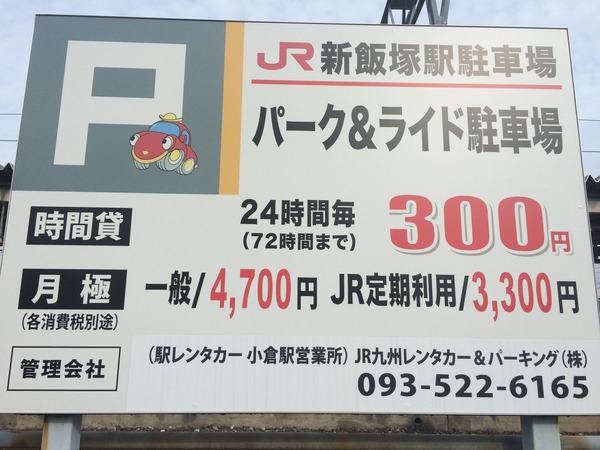 P
JR新飯塚駅駐車場
パーク&ライド駐車場
時間貸
24時間毎
(72時間まで)
300円
月極
(各消費税別途)
一般/4,700円 JR定期利用/3,300円
管理会社
(駅レンタカー 小倉駅営業所) JR九州レンタカー&パーキング(株)
093-522-6165